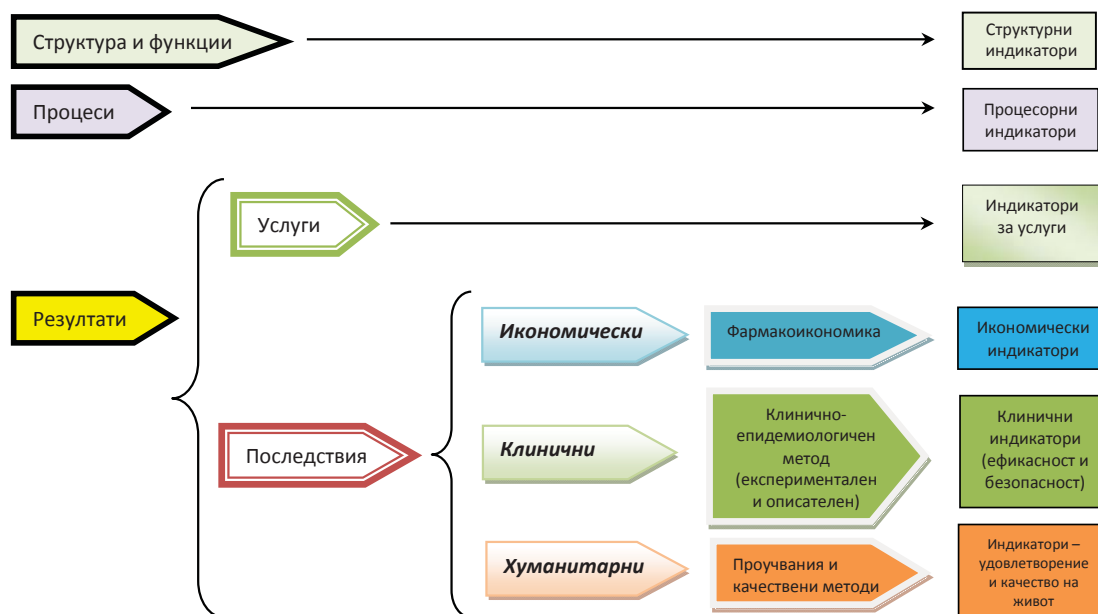 Структура и функции
Структурни
индикатори
Процеси
Процесорни
индикатори
Услуги
Индикатори
за услуги
Резултати
Икономически
Фармакоикономика
Икономически
индикатори
Последствия
Клинични
Клинично-
епидемиологичен
метод
(експериментален
и описателен)
Клинични
индикатори
(ефикасност и
безопасност)
Хуманитарни
Проучвания и
качествени методи
Индикатори –
удовлетворение
и качество на
живот